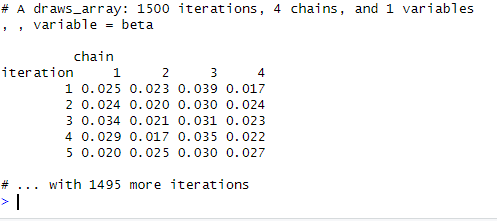 # A draws_array: 1500 iterations, 4 chains, and 1 variables
, , variable = beta
chain
iteration 1 2 3 4
1 0.025 0.023 0.039 0.017
2 0.024 0.020 0.030 0.024
3 0.034 0.021 0.031 0.023
4 0.029 0.017 0.035 0.022
5 0.020 0.025 0.030 0.027
# ... with 1495 more iterations
>